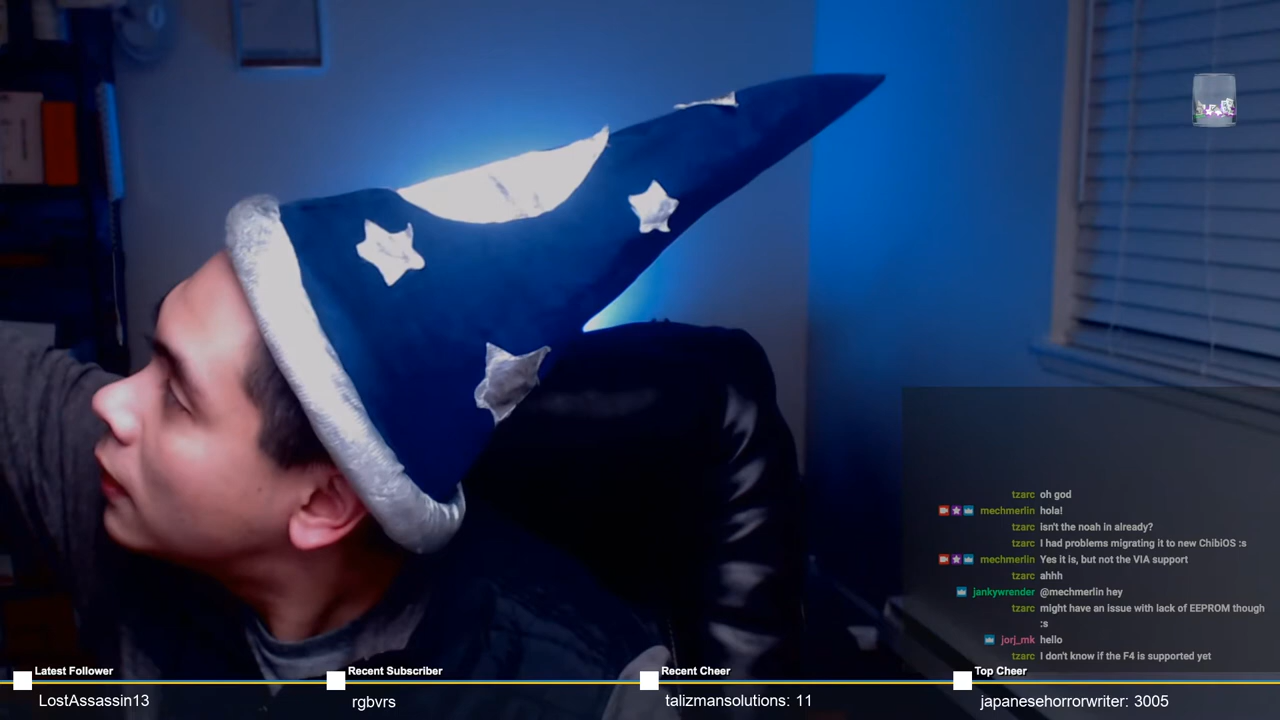 tzarc oh god
mechmerlin hola!
tzarc isn't the noah in already?
tzarc I had problems migrating it to new ChibiOS :s
mechmerlin Yes it is, but not the VIA support
tzarc ahhh
jankywrender @mechmerlin hey
tzarc might have an issue with lack of EEPROM though
:s
jorj_mk hello
tzarc I don't know if the F4 is supported yet
Latest Follower
LostAssassin13
Recent Subscriber
rgbvrs
Recent Cheer
talizmansolutions: 11
Top Cheer
japanesehorrorwriter: 3005